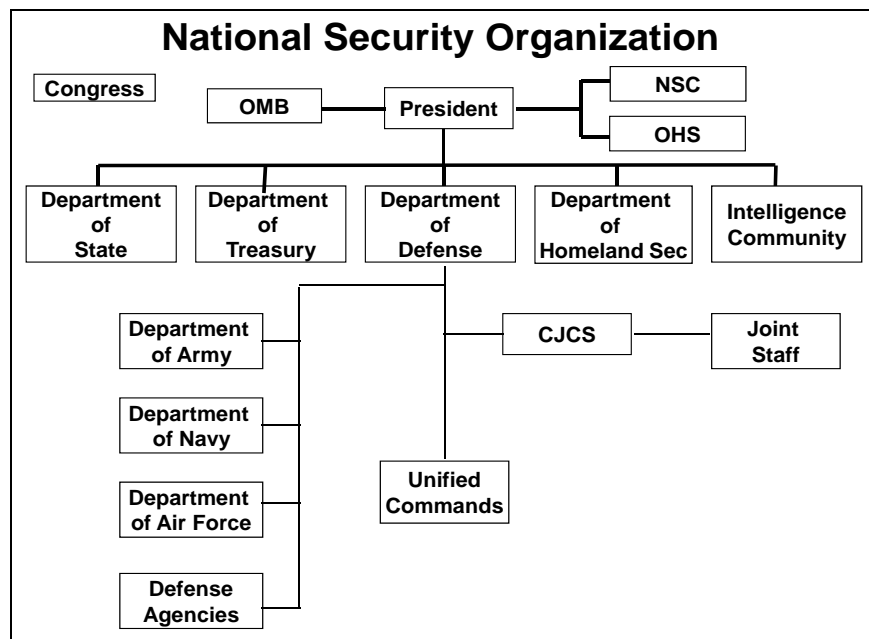 National Security Organization
Congress
OMB
President
NSC
OHS
Department
of
State
Department
of
Treasury
Department
of
Defense
Department
of
Homeland Sec
Intelligence
Community
Department
of Army
CJCS
Joint
Staff
Department
of Navy
Unified
Commands
Department
of Air Force
Defense
Agencies